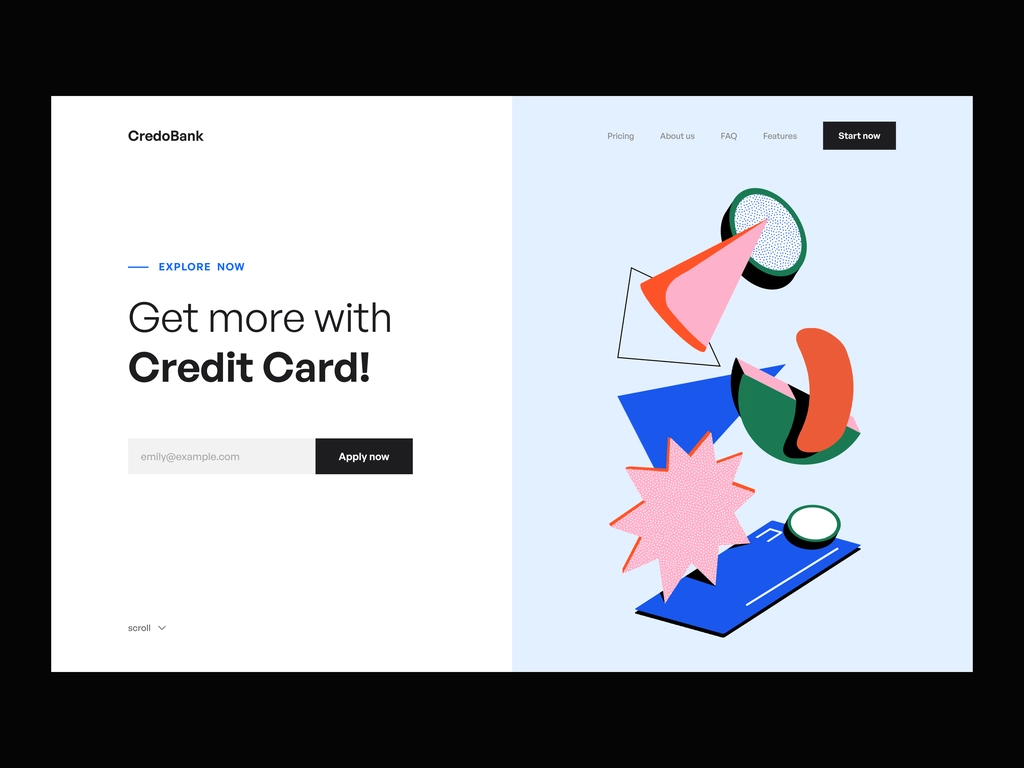 CredoBank
Pricing About us FAQ Features Start now
EXPLORE NOW
Get more with
Credit Card!
emily@example.com Apply now
scroll